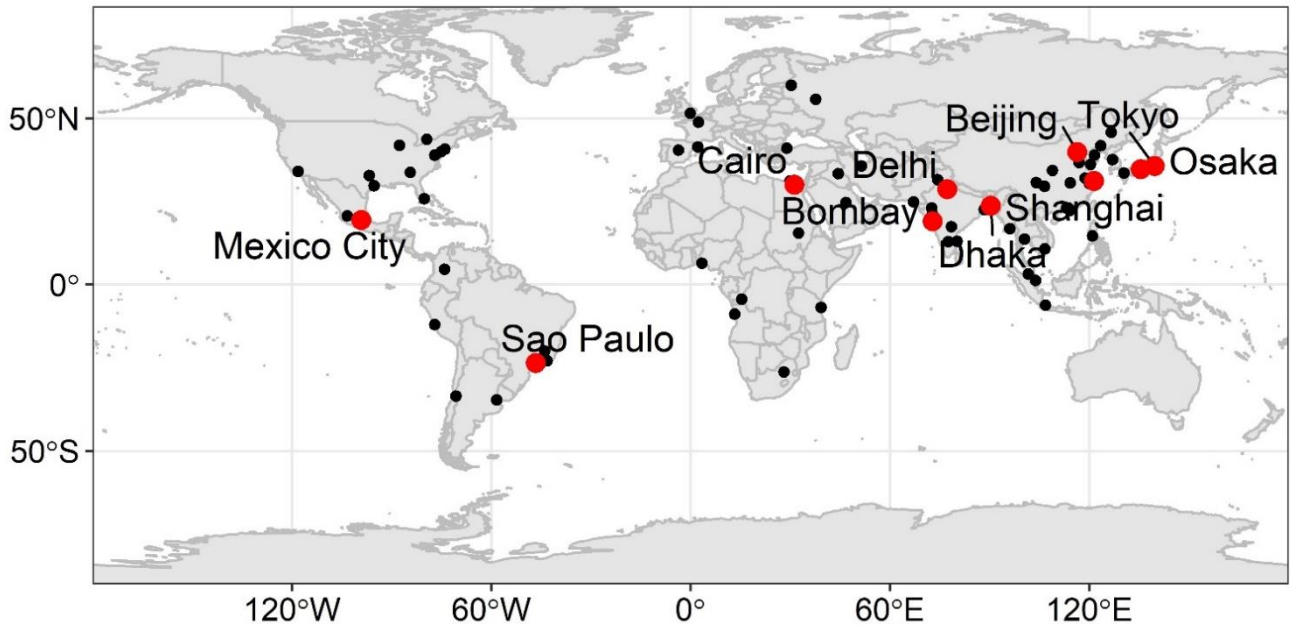 50°N
Beijing
Tokyo
Cairo
Delhi
Osaka
Bombay
Shanghai
Mexico City
Dhaka
0°
Sao Paulo
50°S
120°W
60°W
0°
60°E
120°E